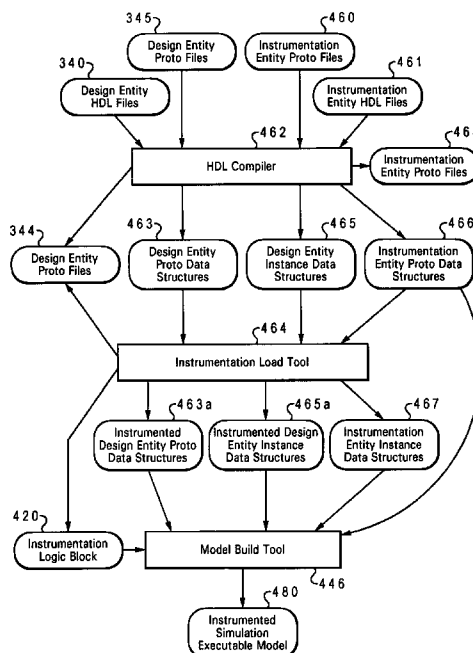 345
460
Design Entity
Proto Files
Instrumentation
Entity Proto Files
340
461
Design Entity
HDL Files
Instrumentation
Entity HDL Files
462
HDL Compiler
Instrumentation
Entity Proto Files
463
465
466
344
Design Entity
Proto Files
Design Entity
Proto Data
Structures
Design Entity
Instance Data
Structures
Instrumentation
Entity Proto Data
Structures
464
Instrumentation Load Tool
463a
465a
467
Instrumented
Design Entity Proto
Data Structures
Instrumented Design
Entity Instance
Data Structures
Instrumentation
Entity Instance
Data Structures
420
Instrumentation
Logic Block
Model Build Tool
446
480
Instrumented
Simulation
Executable Model